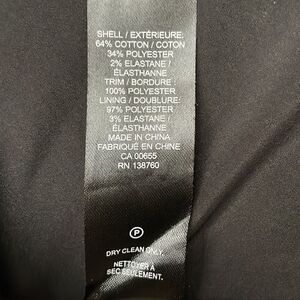 SHELL / EXTÉRIEURE:
64% COTTON / COTON
34% POLYESTER
2% ELASTANE /
ÉLASTHANNE
TRIM / BORDURE :
100% POLYESTER
LINING / DOUBLURE:
97% POLYESTER
3% ELASTANE /
ÉLASTHANNE
MADE IN CHINA
FABRIQUÉ EN CHINE
CA 00655
RN 138760
P
DRY CLEAN ONLY.
NETTOYER À
SEC SEULEMENT.